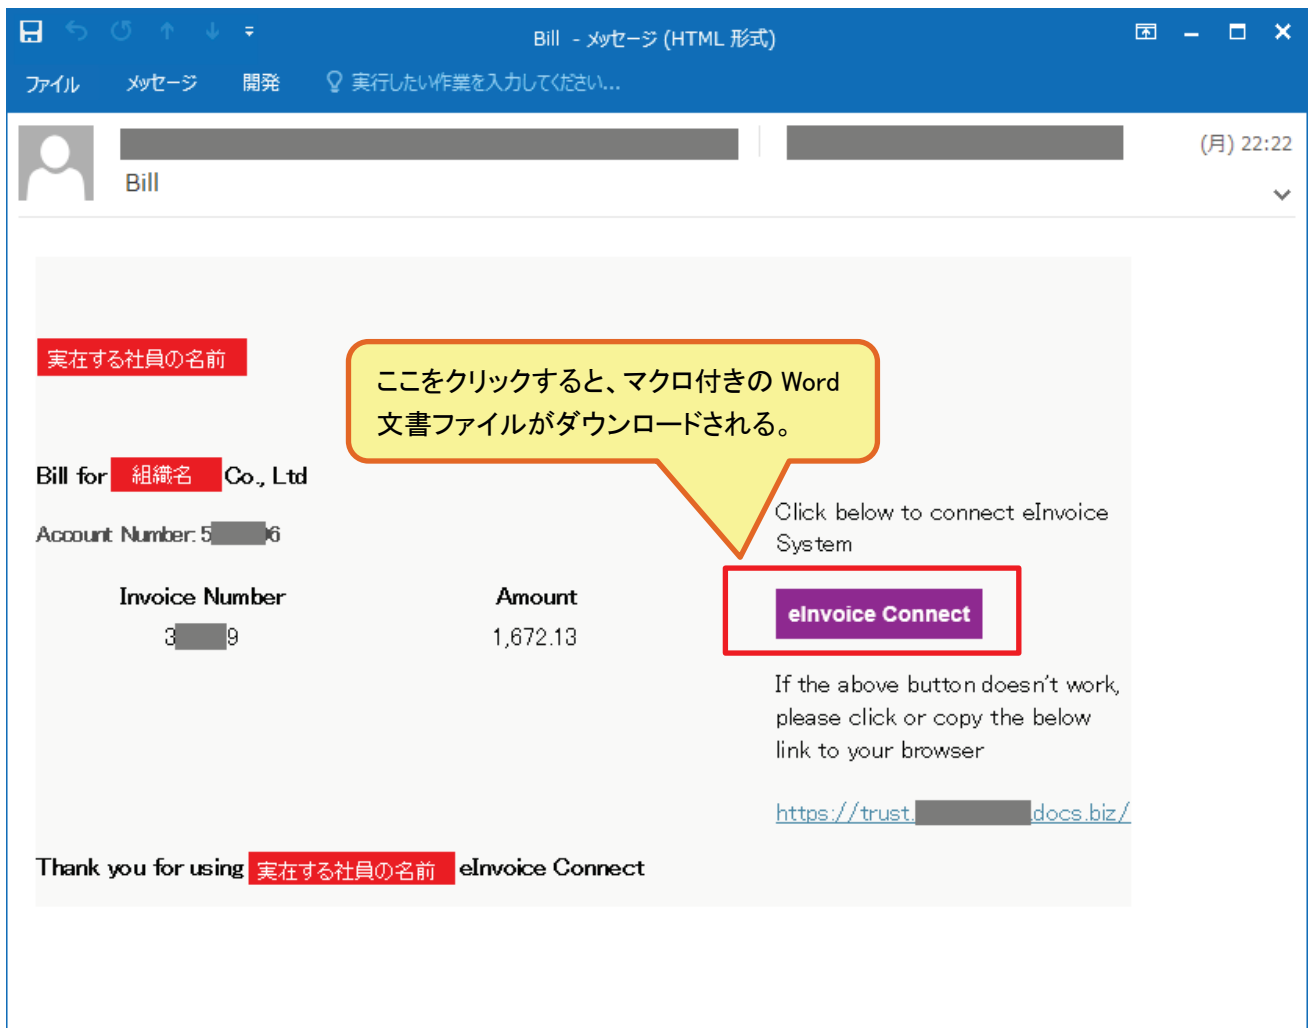 Bill - メッセージ (HTML 形式)
ファイル メッセージ 開発 実行したい作業を入力してください...
(月) 22:22
Bill
実在する社員の名前
ここをクリックすると、マクロ付きの Word
文書ファイルがダウンロードされる。
Bill for 組織名 Co., Ltd
Account Number: 5 6
Click below to connect eInvoice
System
Invoice Number Amount
3 9 1,672.13
eInvoice Connect
If the above button doesn't work,
please click or copy the below
link to your browser
https://trust. .docs.biz/
Thank you for using 実在する社員の名前 eInvoice Connect